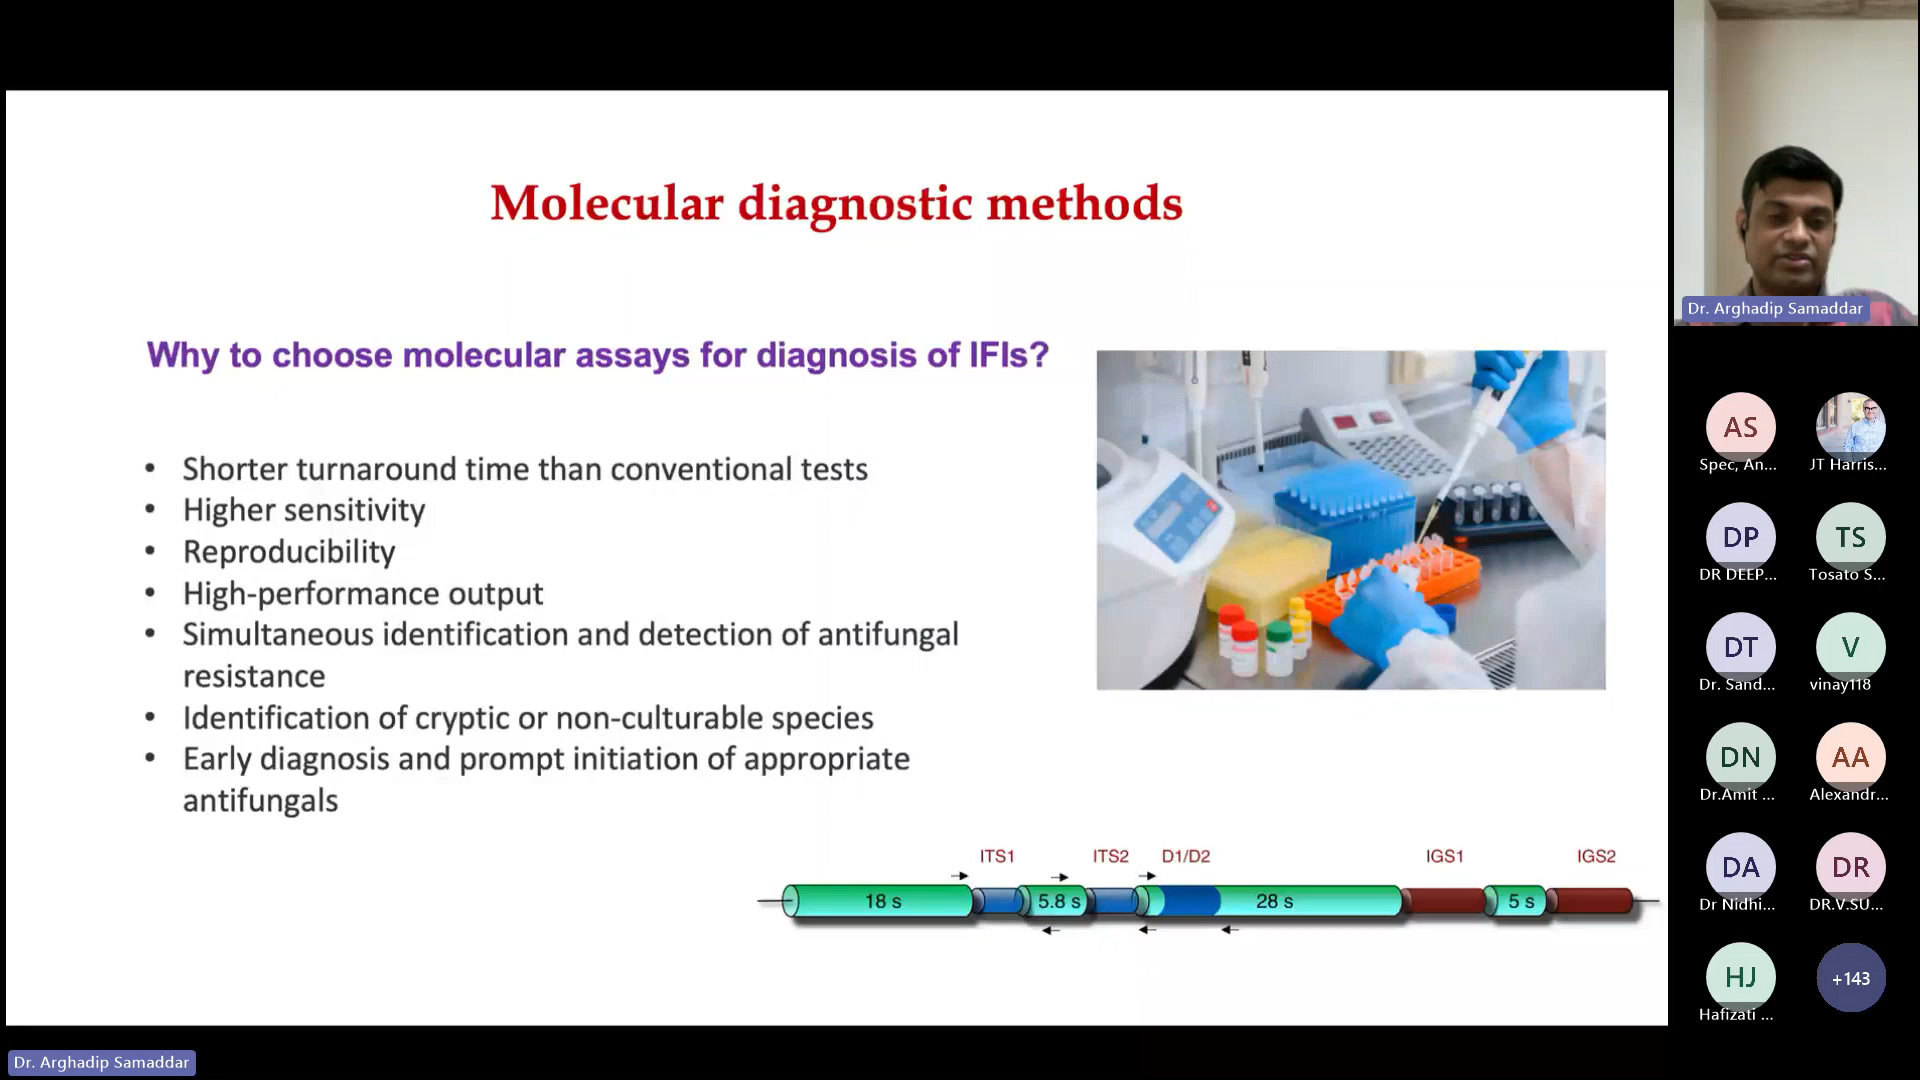 Molecular diagnostic methods
Why to choose molecular assays for diagnosis of IFIs?
• Shorter turnaround time than conventional tests
• Higher sensitivity
• Reproducibility
• High-performance output
• Simultaneous identification and detection of antifungal
resistance
• Identification of cryptic or non-culturable species
• Early diagnosis and prompt initiation of appropriate
antifungals
ITS1 ITS2 D1/D2 IGS1 IGS2
18 s 5.8 s 28 s 5 s
Dr. Arghadip Samaddar
Dr. Arghadip Samaddar
AS
Spec, An... JT Harris...
DP TS
DR DEEP... Tosato S...
DT V
Dr. Sand... vinay118
DN AA
Dr.Amit ... Alexandr...
DA DR
Dr Nidhi... DR.V.SU...
HJ +143
Hafizati ...